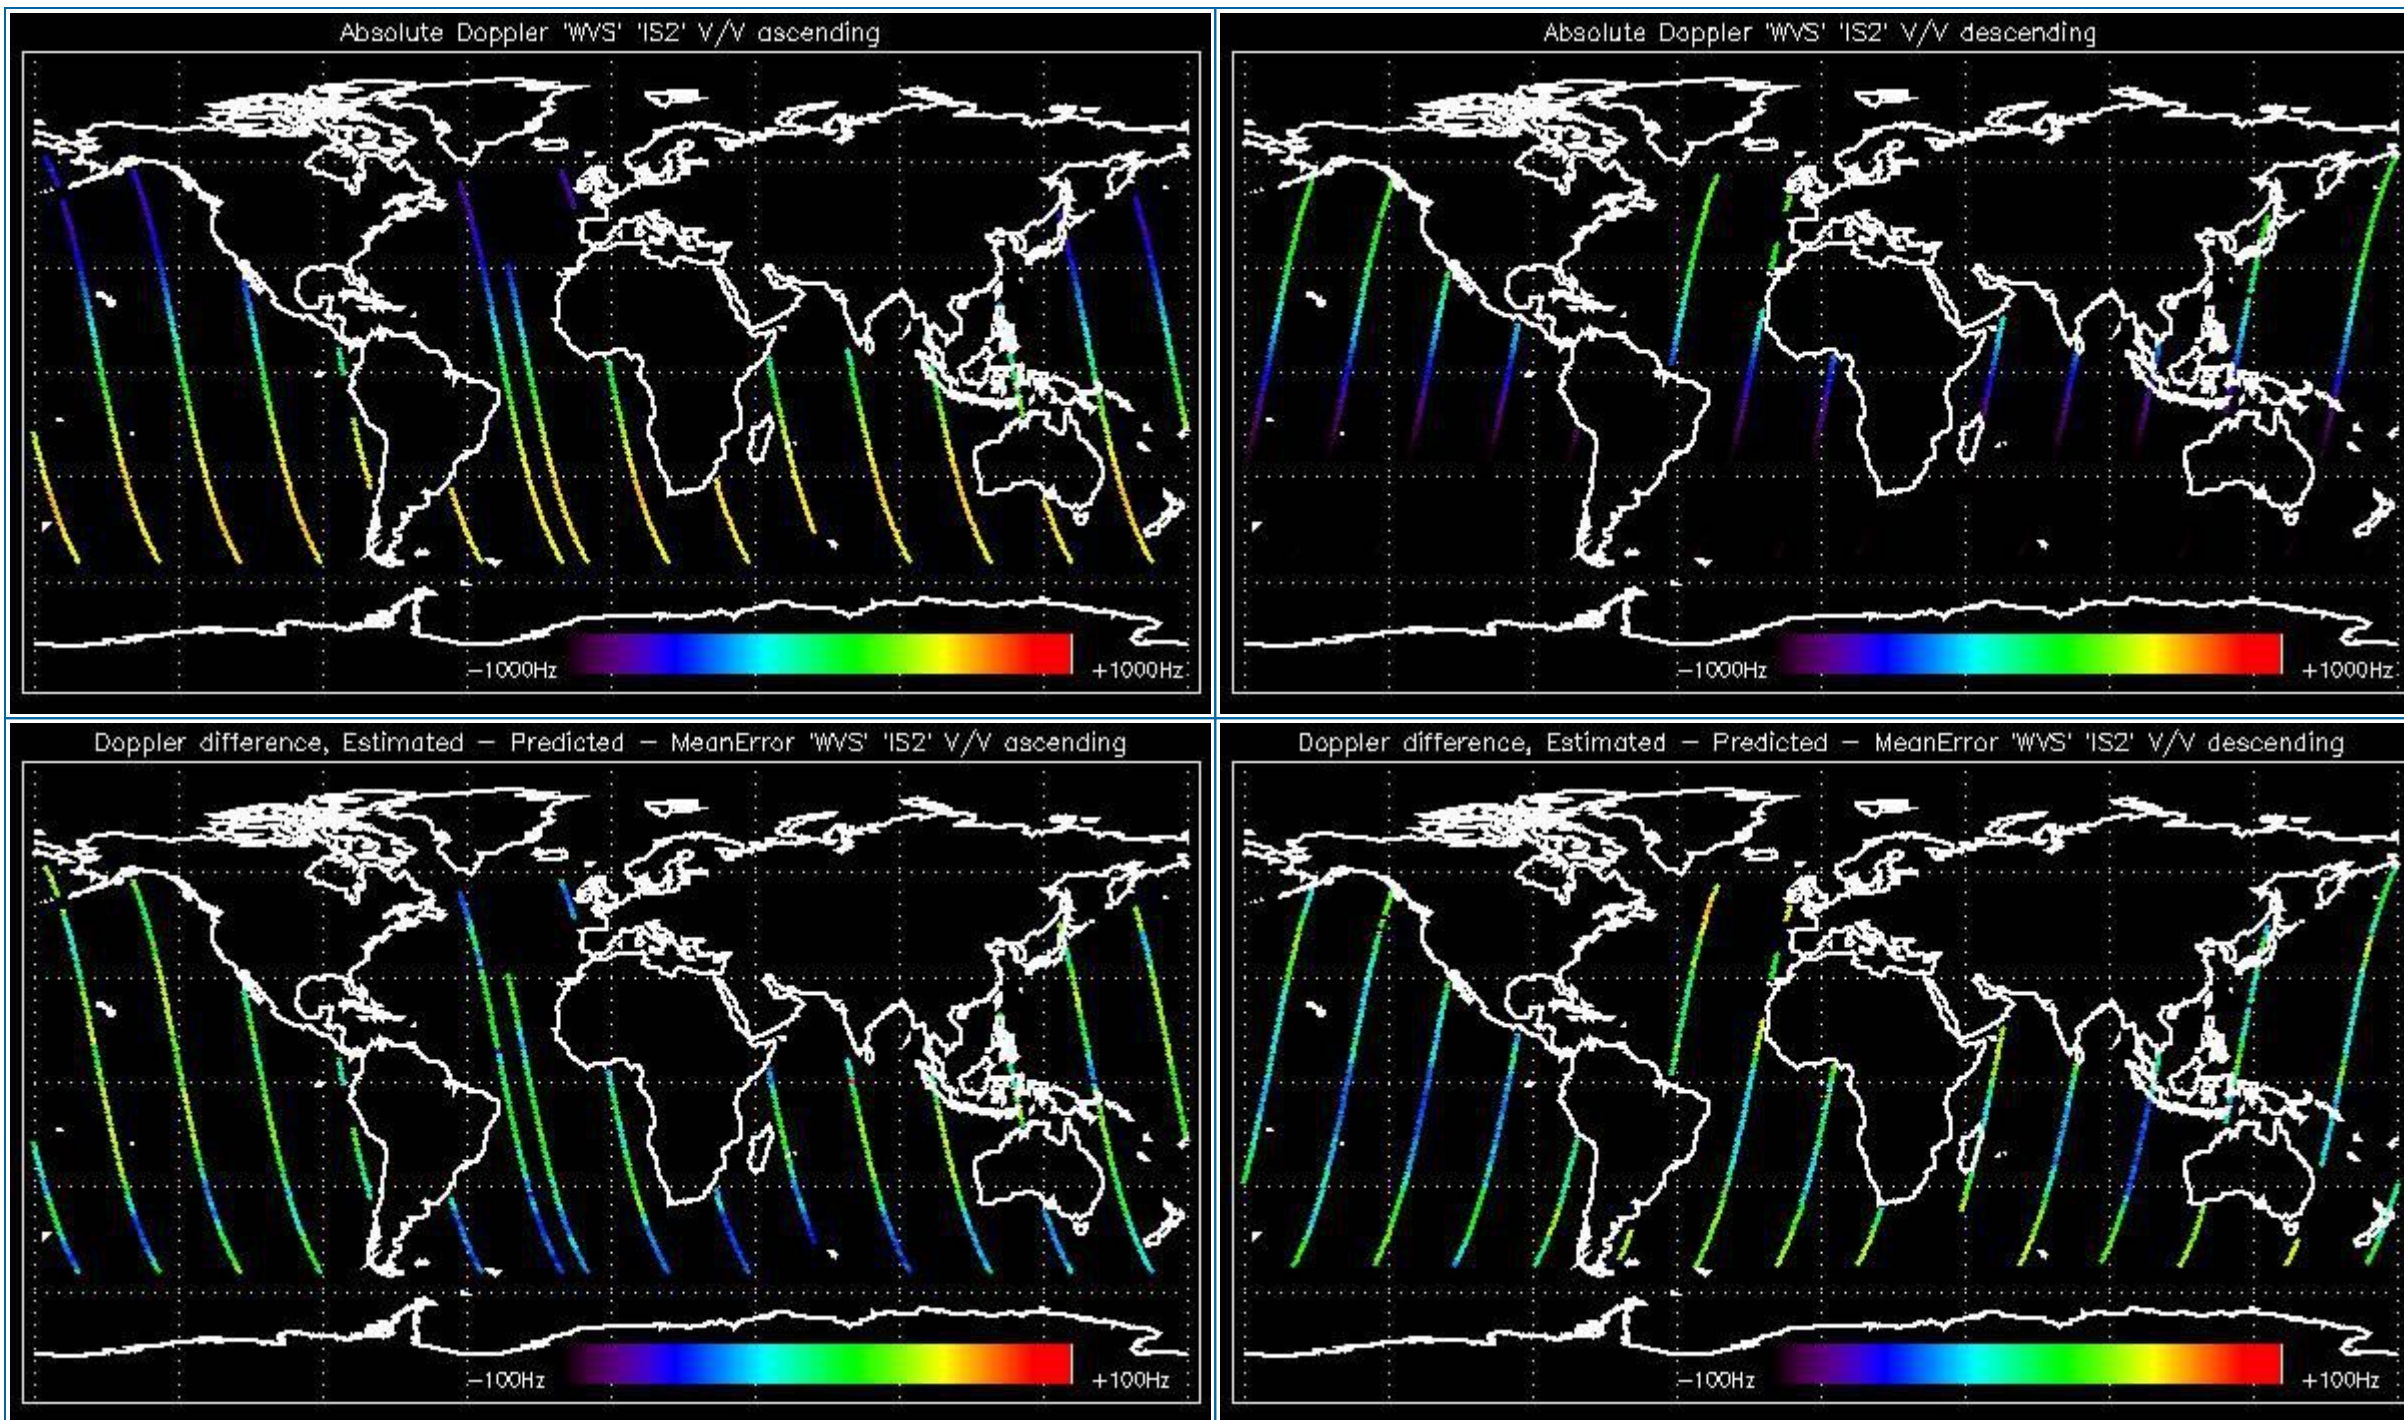 Absolute Doppler 'WVS' 'IS2' V/V ascending
-1000Hz
+1000Hz
Absolute Doppler 'WVS' 'IS2' V/V descending
-1000Hz
+1000Hz
Doppler difference, Estimated - Predicted - MeanError 'WVS' 'IS2' V/V ascending
-100Hz
+100Hz
Doppler difference, Estimated - Predicted - MeanError 'WVS' 'IS2' V/V descending
-100Hz
+100Hz